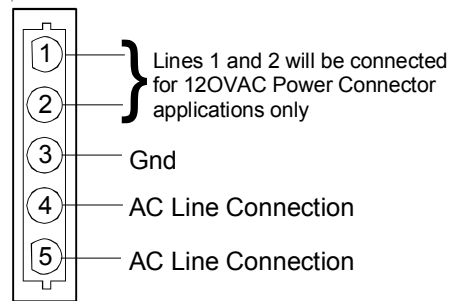 1
Lines 1 and 2 will be connected
for 12OVAC Power Connector
2
applications only
3
Gnd
4
AC Line Connection
5
AC Line Connection